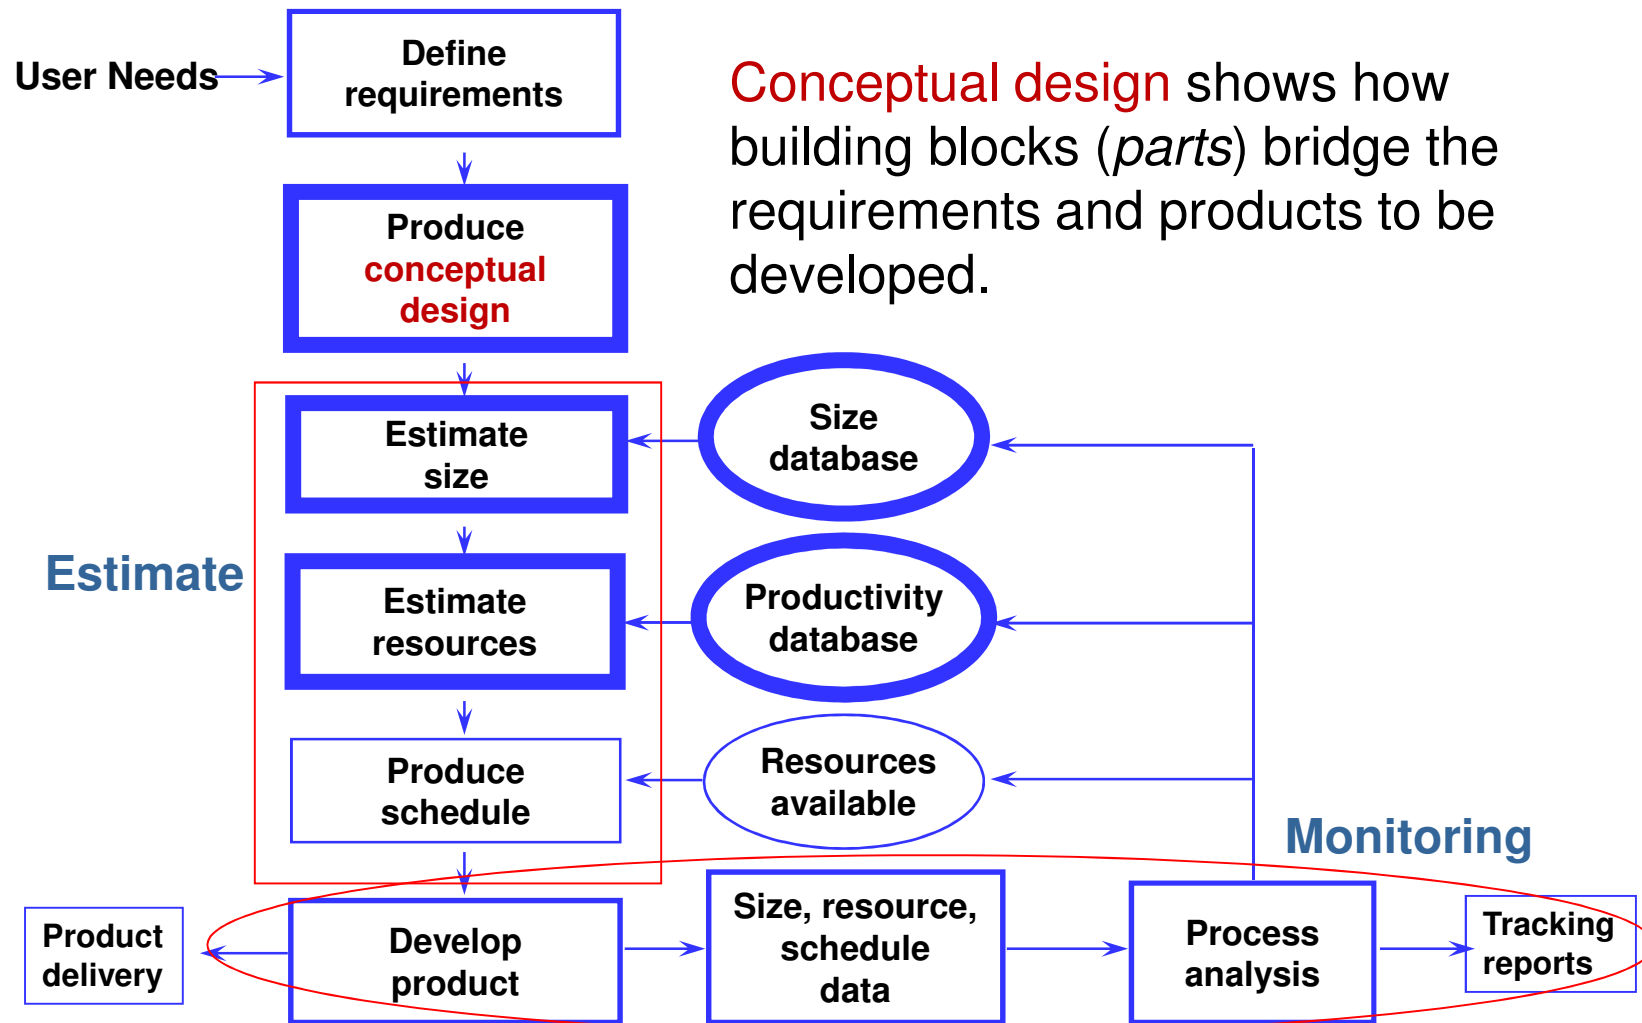 User Needs
Define
requirements
Conceptual design shows how
building blocks (parts) bridge the
requirements and products to be
developed.
Produce
conceptual
design
Estimate
Estimate
size
Size
database
Estimate
resources
Productivity
database
Produce
schedule
Resources
available
Monitoring
Product
delivery
Develop
product
Size, resource,
schedule
data
Process
analysis
Tracking
reports